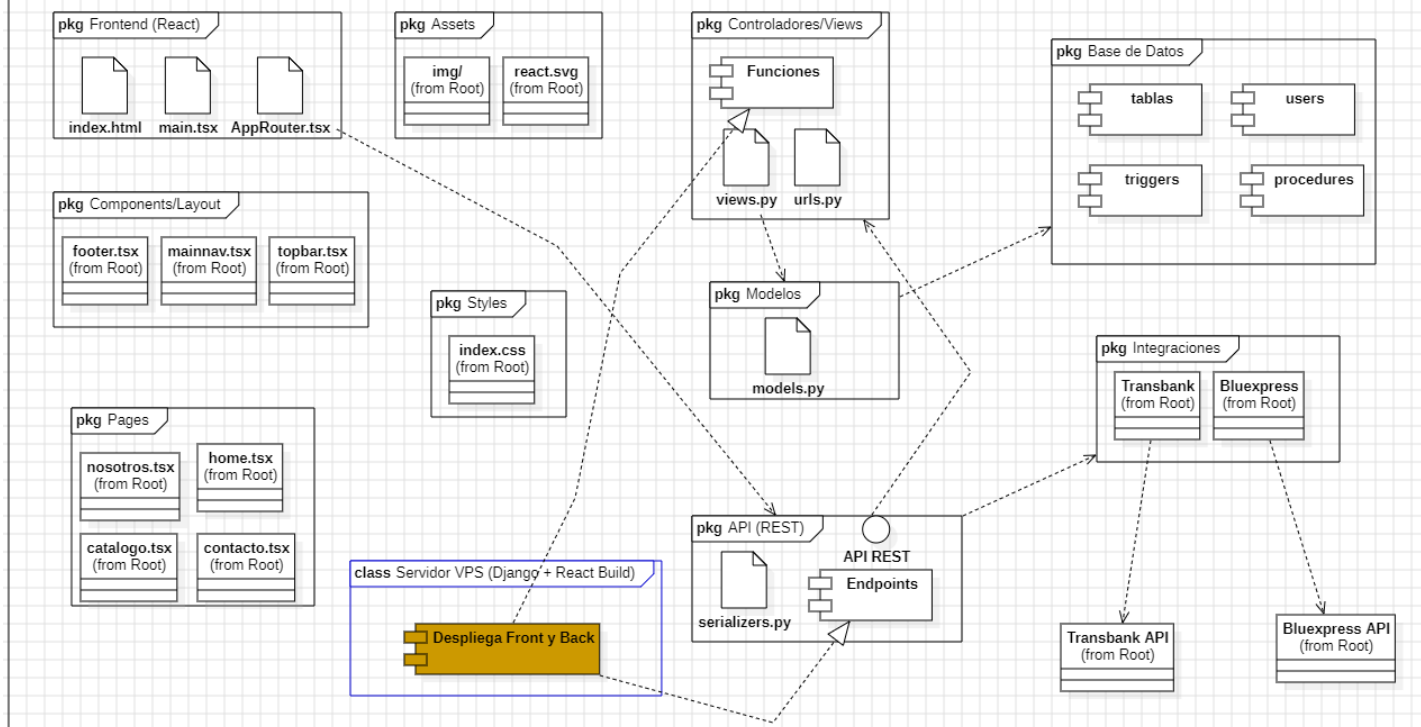 pkg Frontend (React)
index.html
main.tsx
AppRouter.tsx
pkg Assets
img/
(from Root)
react.svg
(from Root)
pkg Controladores/Views
Funciones
views.py
urls.py
pkg Base de Datos
tablas
users
triggers
procedures
pkg Components/Layout
footer.tsx
(from Root)
mainnav.tsx
(from Root)
topbar.tsx
(from Root)
pkg Styles
index.css
(from Root)
pkg Modelos
models.py
pkg Integraciones
Transbank
(from Root)
Bluexpress
(from Root)
pkg Pages
nosotros.tsx
(from Root)
home.tsx
(from Root)
catalogo.tsx
(from Root)
contacto.tsx
(from Root)
class Servidor VPS (Django + React Build)
Despliega Front y Back
pkg API (REST)
API REST
serializers.py
Endpoints
Transbank API
(from Root)
Bluexpress API
(from Root)